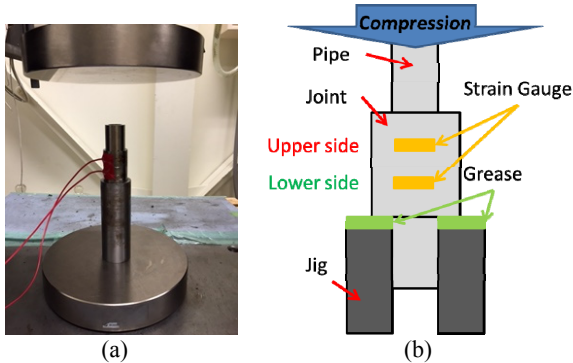 Compression
Pipe
Joint
Strain Gauge
Upper side
Lower side
Grease
Jig
(a)
(b)